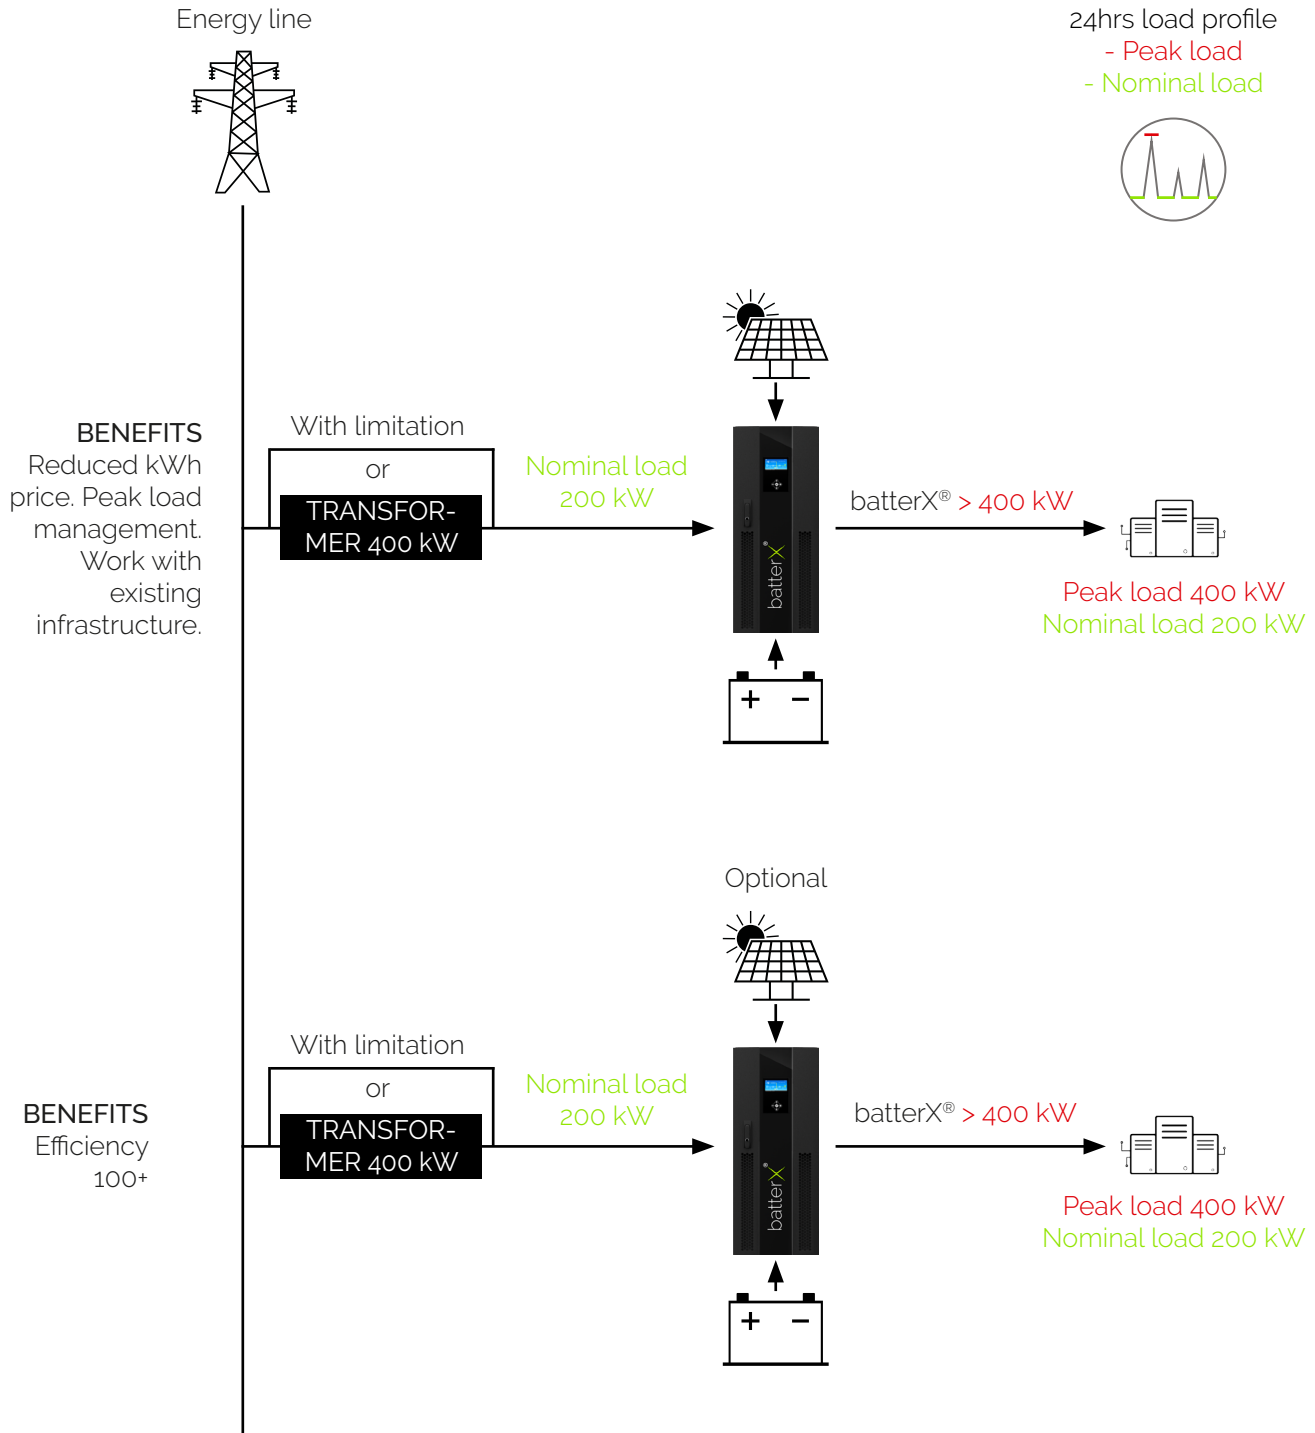 Energy line
24hrs load profile
- Peak load
- Nominal load
BENEFITS
Reduced kWh
price. Peak load
management.
Work with
existing
infrastructure.
With limitation
or
TRANSFOR-
MER 400 kW
Nominal load
200 kW
batterX®
batterX® > 400 kW
Peak load 400 kW
Nominal load 200 kW
+ −
Optional
BENEFITS
Efficiency
100+
With limitation
or
TRANSFOR-
MER 400 kW
Nominal load
200 kW
batterX®
batterX® > 400 kW
Peak load 400 kW
Nominal load 200 kW
+ −